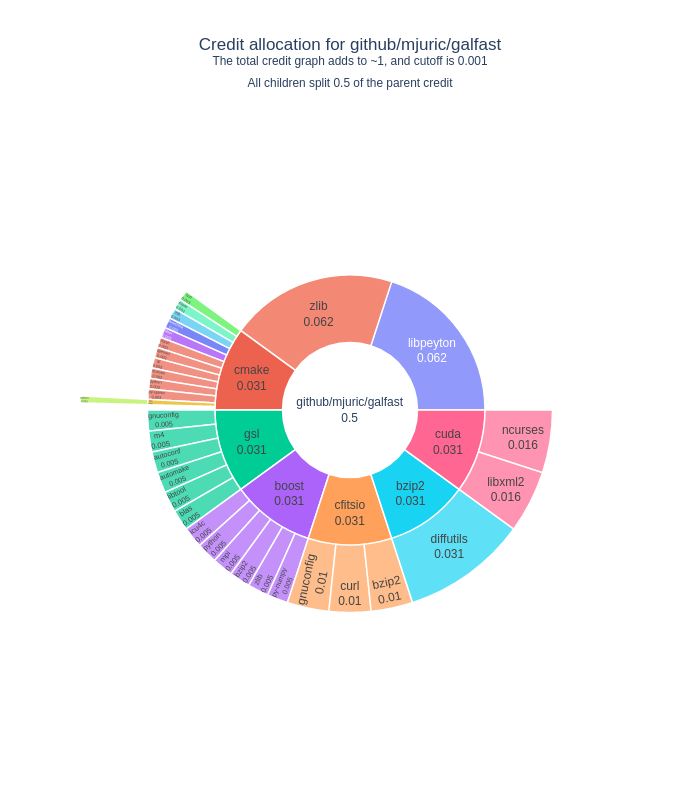 Credit allocation for github/mjuric/galfast
The total credit graph adds to ~1, and cutoff is 0.001
All children split 0.5 of the parent credit
zlib
0.062
libpeyton
0.062
cmake
0.031
github/mjuric/galfast
0.5
gsl
0.031
cuda
0.031
boost
0.031
cfitsio
0.031
bzip2
0.031
ncurses
0.016
libxml2
0.016
diffutils
0.031
gnuconfig
0.005
m4
0.005
autoconf
0.005
automake
0.005
libtool
0.005
blas
0.005
icu4c
0.005
python
0.005
mpi
0.005
bzip2
0.005
zlib
0.005
py-numpy
0.005
gnuconfig
0.01
curl
0.01
bzip2
0.01